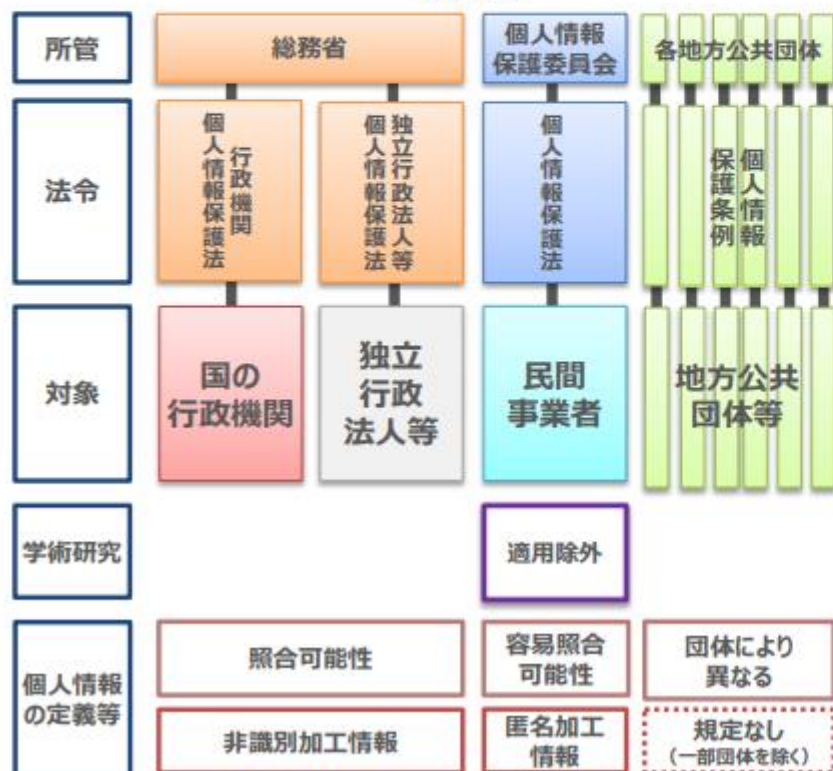 所管
総務省
個人情報
保護委員会
各地方公共団体
法令
行政機関
個人情報保護法
独立行政法人等
個人情報保護法
個人情報保護法
個人情報
保護条例
対象
国の
行政機関
独立
行政
法人等
民間
事業者
地方公共
団体等
学術研究
適用除外
個人情報
の定義等
照合可能性
容易照合
可能性
団体により
異なる
非識別加工情報
匿名加工
情報
規定なし
（一部団体を除く）